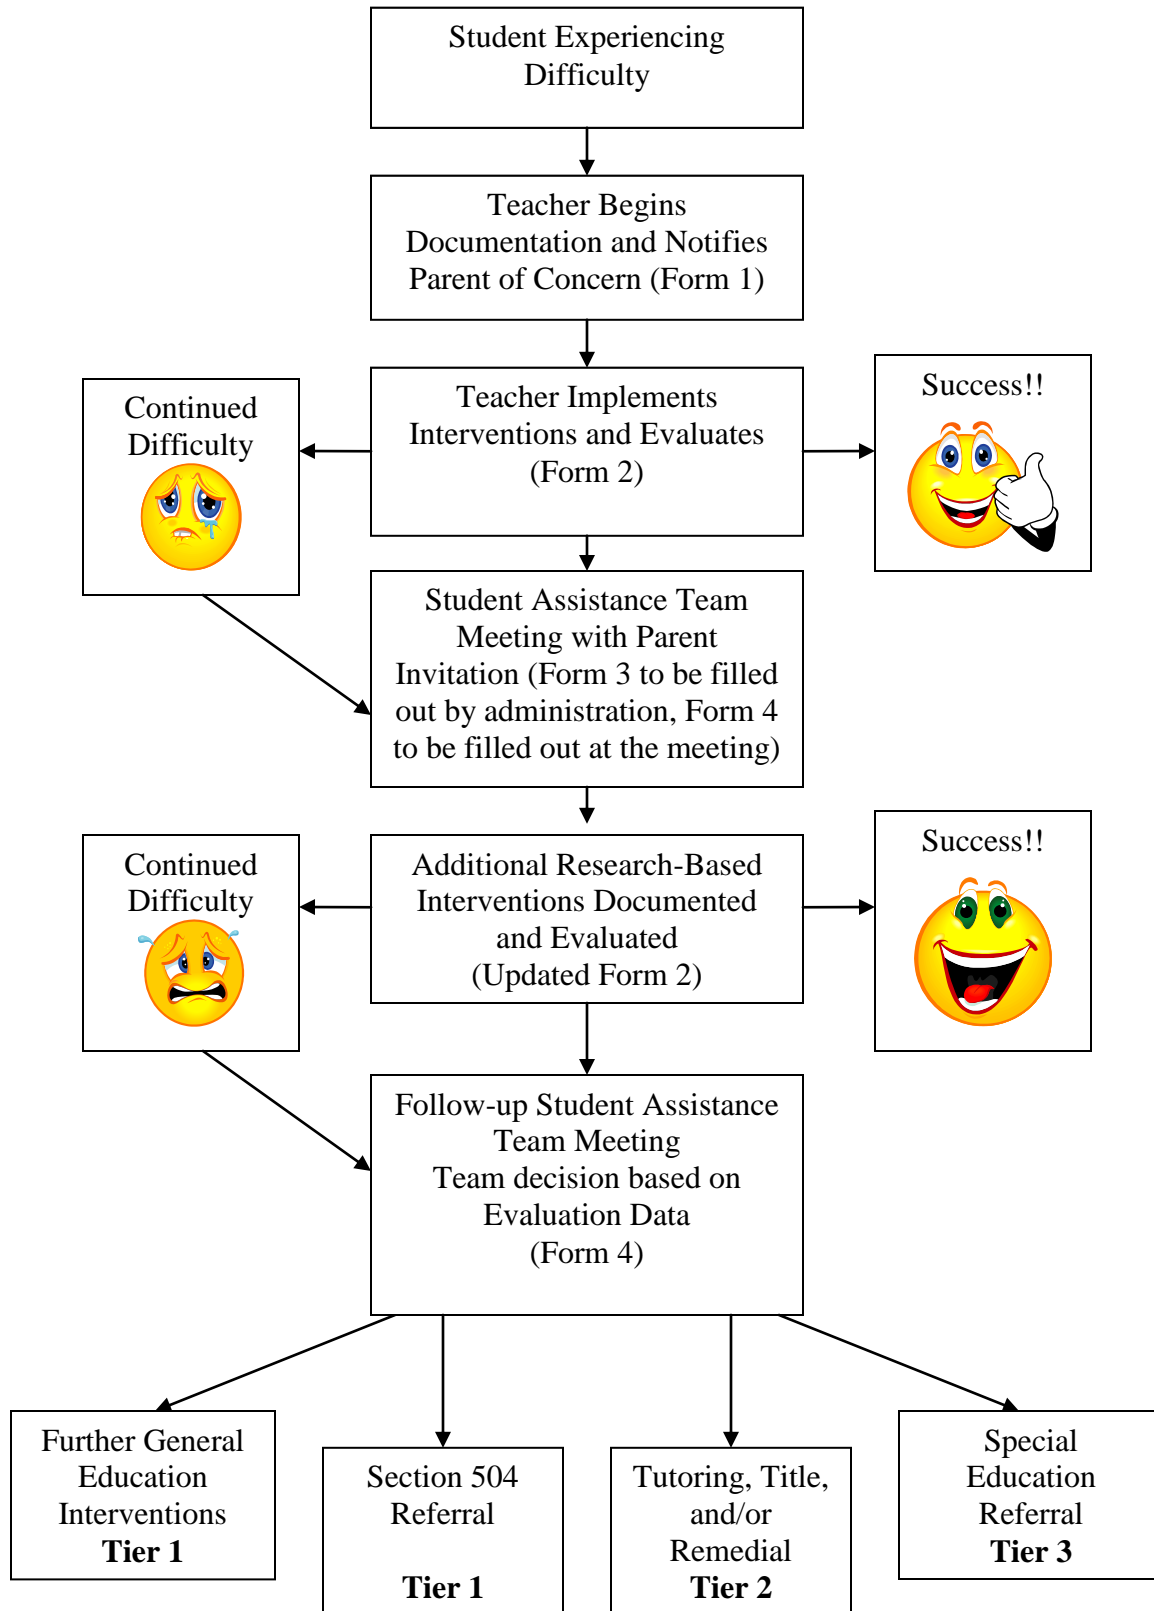 Student Experiencing
Difficulty
Teacher Begins
Documentation and Notifies
Parent of Concern (Form 1)
Continued
Difficulty
Teacher Implements
Interventions and Evaluates
(Form 2)
Success!!
Student Assistance Team
Meeting with Parent
Invitation (Form 3 to be filled
out by administration, Form 4
to be filled out at the meeting)
Continued
Difficulty
Additional Research-Based
Interventions Documented
and Evaluated
(Updated Form 2)
Success!!
Follow-up Student Assistance
Team Meeting
Team decision based on
Evaluation Data
(Form 4)
Further General
Education
Interventions
Tier 1
Section 504
Referral
Tier 1
Tutoring, Title,
and/or
Remedial
Tier 2
Special
Education
Referral
Tier 3